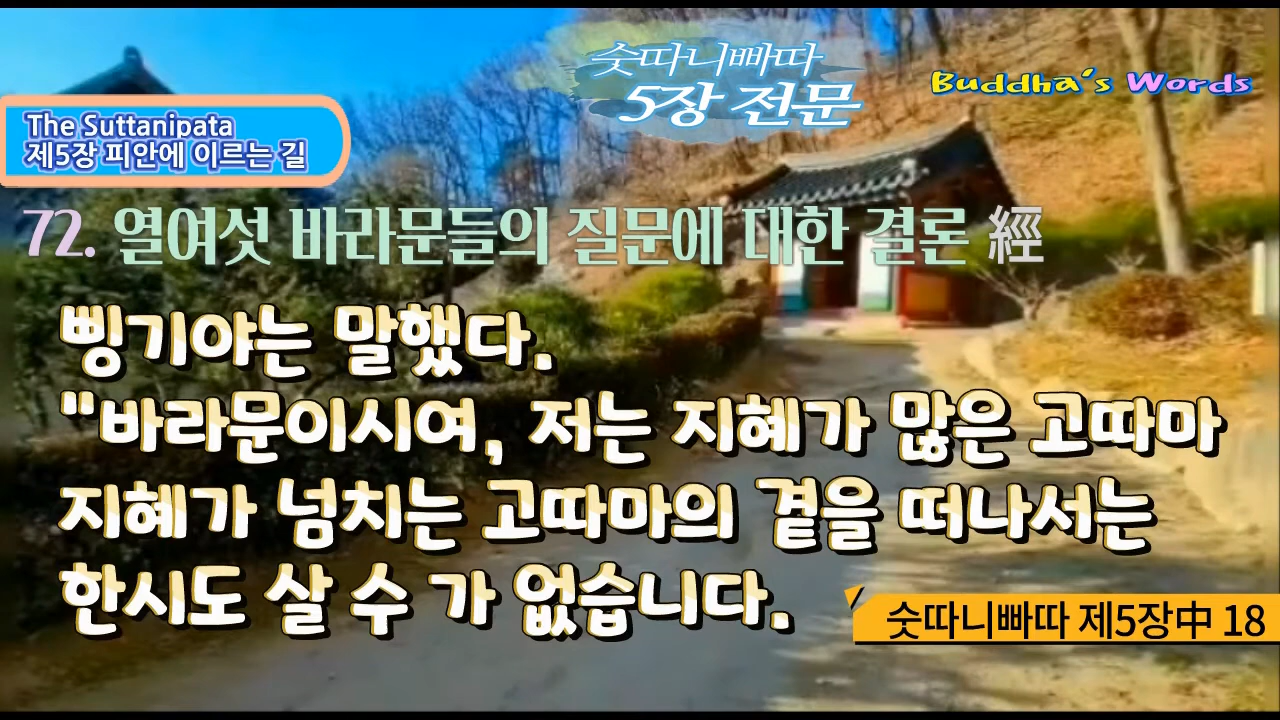 숫따니빠따
5장 전문
Buddha's Words
The Suttanipata
제5장 피안에 이르는 길
72. 열여섯 바라문들의 질문에 대한 결론 經
삥기야는 말했다.
"바라문이시여, 저는 지혜가 많은 고따마
지혜가 넘치는 고따마의 곁을 떠나서는
한시도 살 수 가 없습니다.
숫따니빠따 제5장中 18